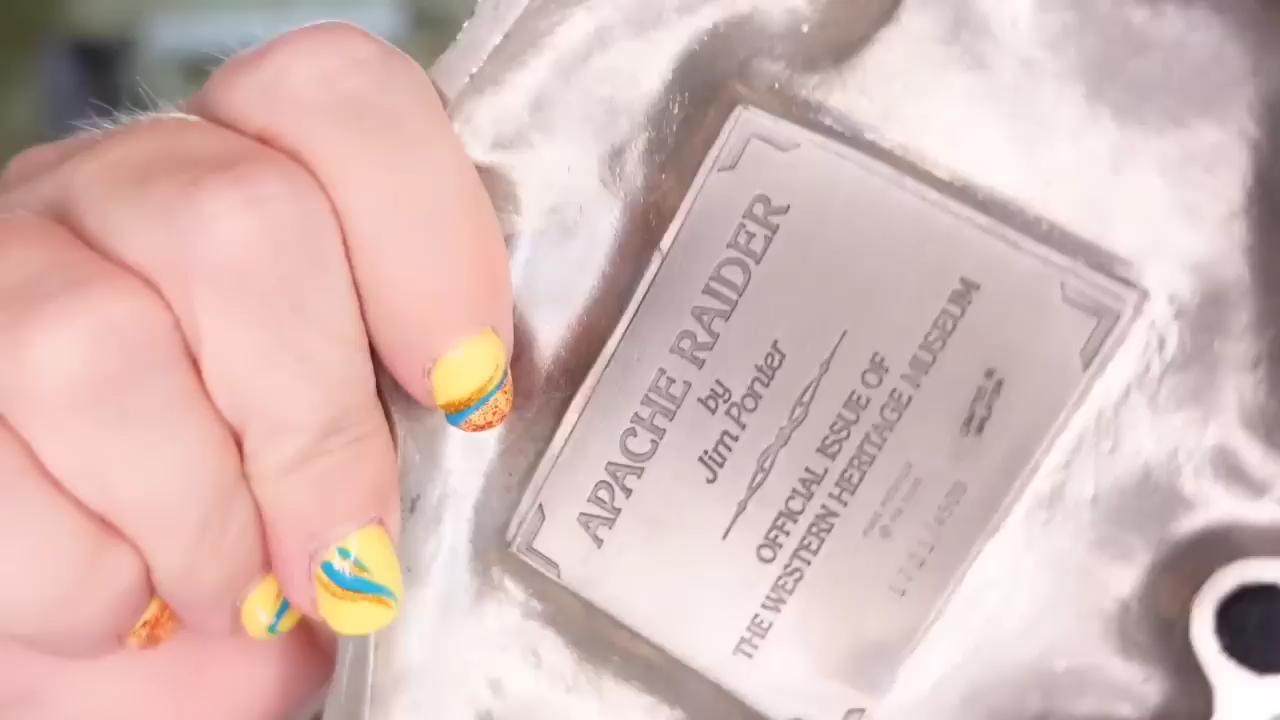 APACHE RAIDER
by
Jim Ponter
OFFICIAL ISSUE OF
THE WESTERN HERITAGE MUSEUM